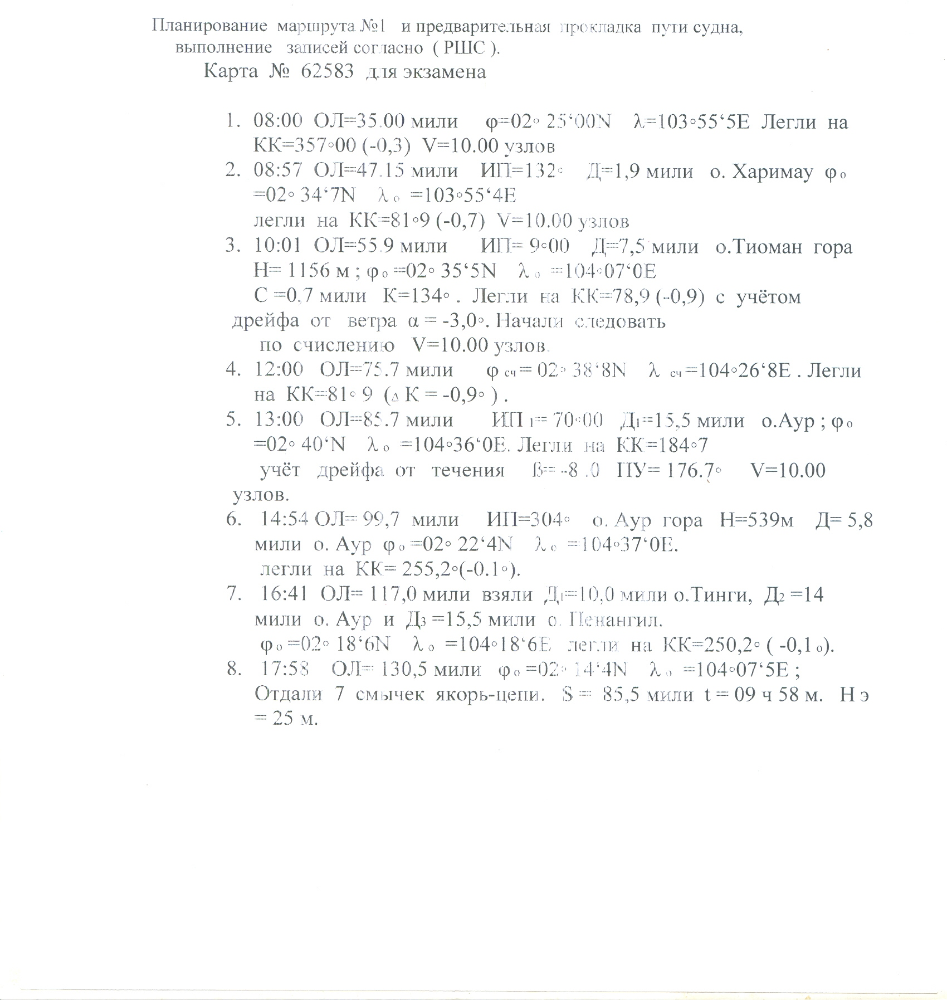 Планирование маршрута №1 и предварительная прокладка пути судна,
выполнение записей согласно ( РШС ).
Карта № 62583 для экзамена
1. 08:00 ОЛ=35.00 мили φ=02◦ 25‘00N λ=103◦55‘5E Легли на
КК=357◦00 (-0,3) V=10.00 узлов
2. 08:57 ОЛ=47.15 мили ИП=132◦ Д=1,9 мили о. Харимау φ₀
=02◦ 34‘7N λ₀ =103◦55‘4E
легли на КК=81◦9 (-0,7) V=10.00 узлов
3. 10:01 ОЛ=55.9 мили ИП= 9◦00 Д=7,5 мили о.Тиоман гора
Н= 1156 м ; φ₀ =02◦ 35‘5N λ₀ =104◦07‘0E
С =0,7 мили К=134◦ . Легли на КК=78,9 (-0,9) с учётом
дрейфа от ветра α = -3,0◦. Начали следовать
по счислению V=10.00 узлов.
4. 12:00 ОЛ=75.7 мили φ сч = 02◦ 38‘8N λ сч =104◦26‘8E . Легли
на КК=81◦ 9 (△ К = -0,9◦ ) .
5. 13:00 ОЛ=85.7 мили ИП 1= 70◦00 Д1=15,5 мили о.Аур ; φ₀
=02◦ 40‘N λ₀ =104◦36‘0E. Легли на КК=184◦7
учёт дрейфа от течения ß= -8 .0 ПУ= 176.7◦ V=10.00
узлов.
6. 14:54 ОЛ= 99,7 мили ИП=304◦ о. Аур гора Н=539м Д= 5,8
мили о. Аур φ₀ =02◦ 22‘4N λ₀ =104◦37‘0E.
легли на КК= 255,2◦(-0.1◦).
7. 16:41 ОЛ= 117,0 мили взяли Д1=10,0 мили о.Тинги, Д2 =14
мили о. Аур и Д3 =15,5 мили о. Пенангил.
φ₀ =02◦ 18‘6N λ₀ =104◦18‘6E легли на КК=250,2◦ ( -0,1◦).
8. 17:58 ОЛ= 130,5 мили φ₀ =02◦ 14‘4N λ₀ =104◦07‘5E ;
Отдали 7 смычек якорь-цепи. S = 85,5 мили t = 09 ч 58 м. Н э
= 25 м.